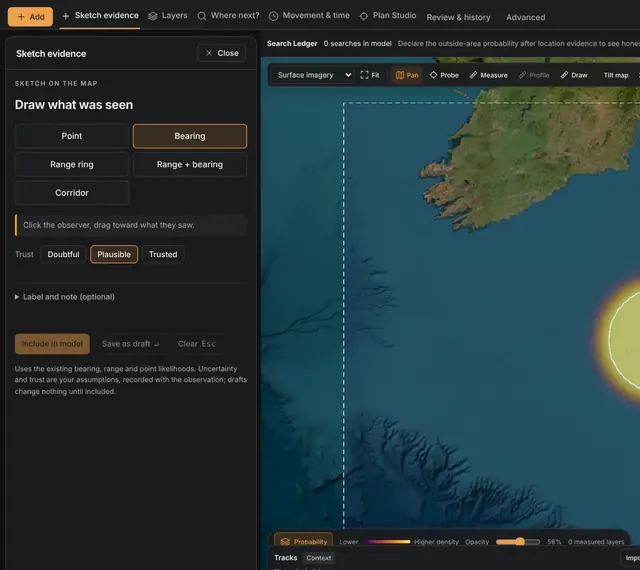 + Add
Sketch evidence
Layers
Where next?
Movement & time
Plan Studio
Review & history
Advanced
Sketch evidence
× Close
SKETCH ON THE MAP
Draw what was seen
Point
Bearing
Range ring
Range + bearing
Corridor
Click the observer, drag toward what they saw.
Trust
Doubtful
Plausible
Trusted
Label and note (optional)
Include in model
Save as draft ↵
Clear Esc
Uses the existing bearing, range and point likelihoods. Uncertainty
and trust are your assumptions, recorded with the observation; drafts
change nothing until included.
Search Ledger 0 searches in model Declare the outside-area probability after location evidence to see hones
Surface imagery
Fit
Pan
Probe
Measure
Profile
Draw
Tilt map
Probability
Lower
Higher density
Opacity
56%
0 measured layers
Tracks
Context
Impo